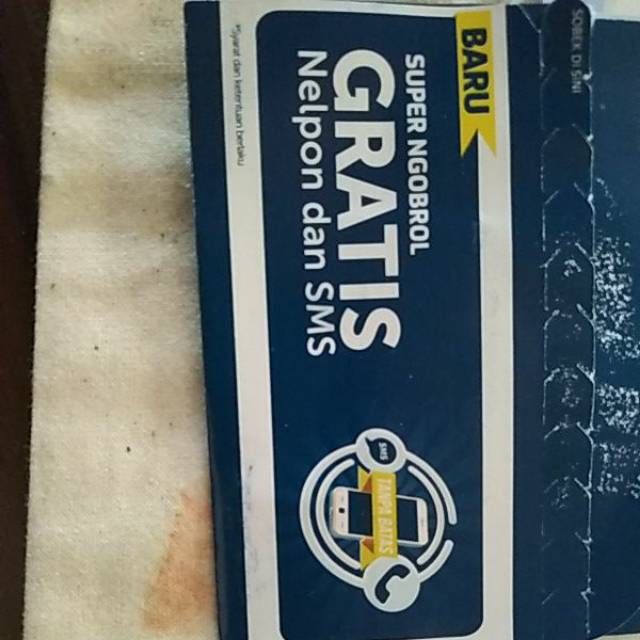 SOBEK DI SINI
BARU
SUPER NGOBROL
GRATIS
Nelpon dan SMS
SMS
TANPA BATAS
*Syarat dan ketentuan berlaku